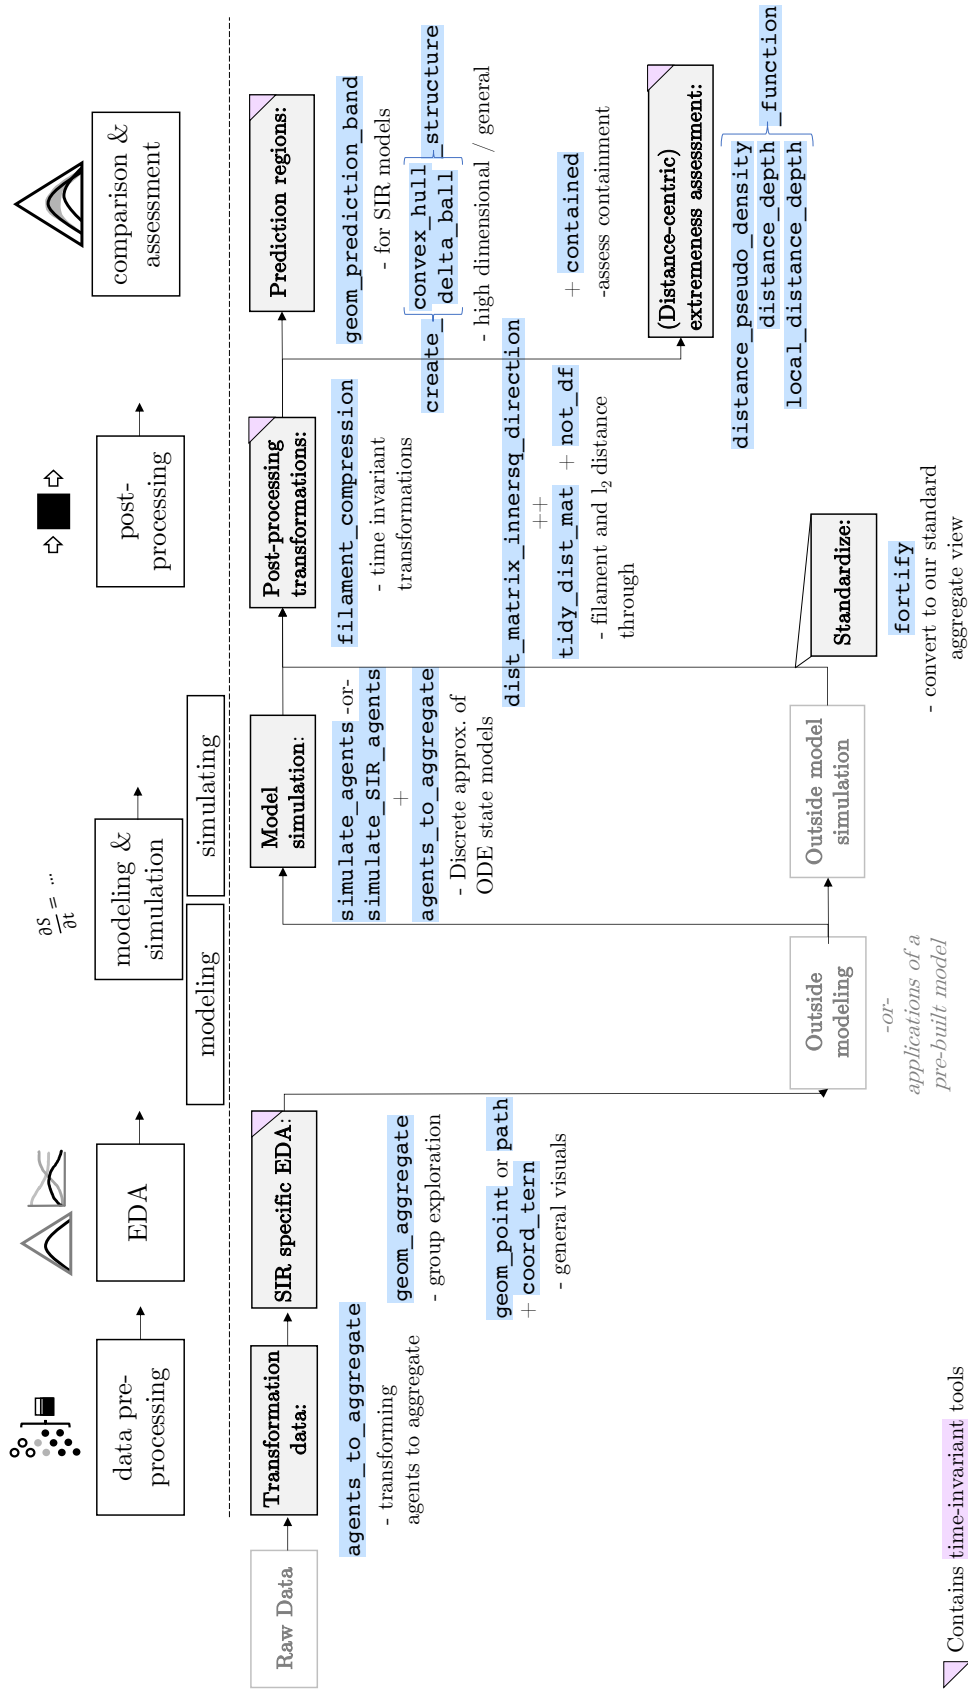 data pre-
processing
EDA
∂S
∂t
= ...
modeling &
simulation
modeling
simulating
post-
processing
comparison &
assessment
Raw Data
Transformation
data:
agents_to_aggregate
- transforming
agents to aggregate
SIR specific EDA:
geom_aggregate
- group exploration
geom_point or path
+ coord_tern
- general visuals
Outside
modeling
-or-
applications of a
pre-built model
Model
simulation:
simulate_agents -or-
simulate_SIR_agents
+
agents_to_aggregate
- Discrete approx. of
ODE state models
Outside model
simulation
Standardize:
fortify
- convert to our standard
aggregate view
Post-processing
transformations:
filament_compression
- time invariant
transformations
dist_matrix_innersq_direction
++
tidy_dist_mat + not_df
- filament and l2 distance
through
Prediction regions:
geom_prediction_band
- for SIR models
create_ convex_hull _structure
delta_ball
- high dimensional / general
+ contained
-assess containment
(Distance-centric)
extremeness assessment:
distance_pseudo_density
distance_depth _function
local_distance_depth
Contains time-invariant tools